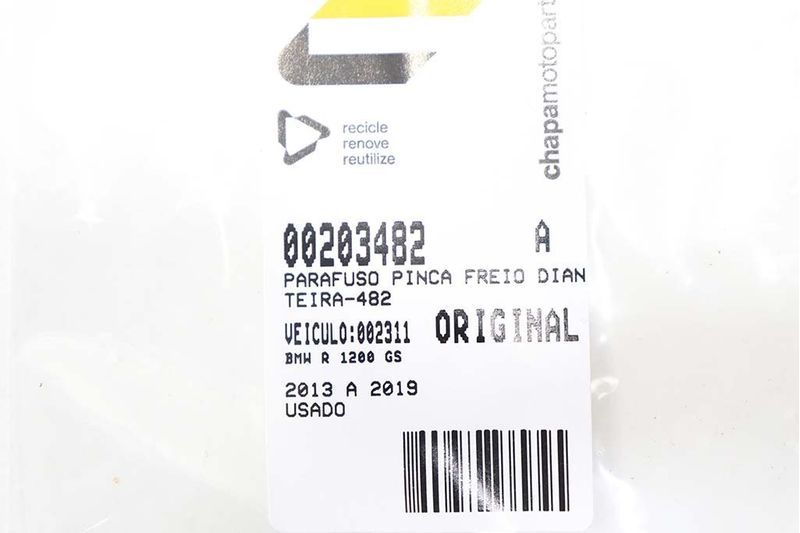 chapamotopart
recicle
renove
reutilize
00203482 A
PARAFUSO PINCA FREIO DIAN
TEIRA-482
VEICULO:002311 ORIGINAL
BMW R 1200 GS
2013 A 2019
USADO